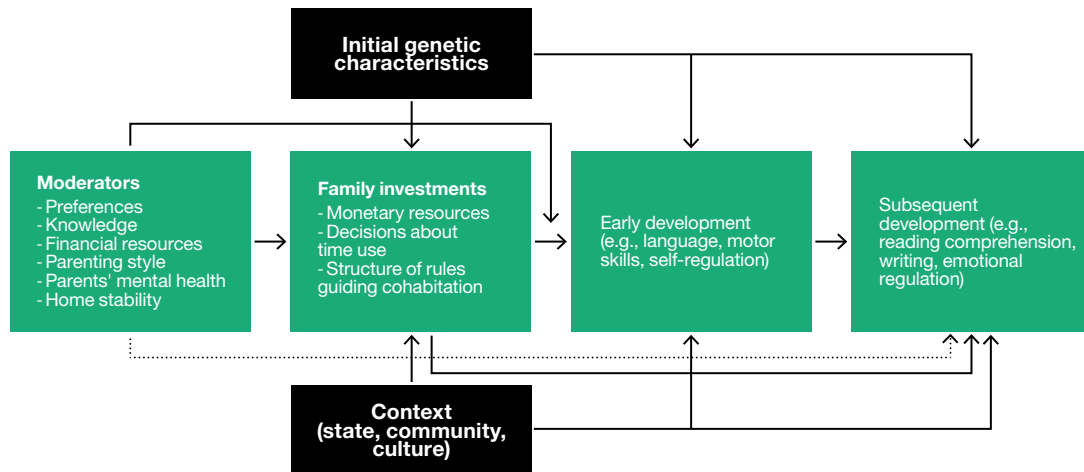 Initial genetic
characteristics
Moderators
- Preferences
- Knowledge
- Financial resources
- Parenting style
- Parents' mental health
- Home stability
Family investments
- Monetary resources
- Decisions about
time use
- Structure of rules
guiding cohabitation
Early development
(e.g., language, motor
skills, self-regulation)
Subsequent
development (e.g.,
reading comprehension,
writing, emotional
regulation)
Context
(state, community,
culture)